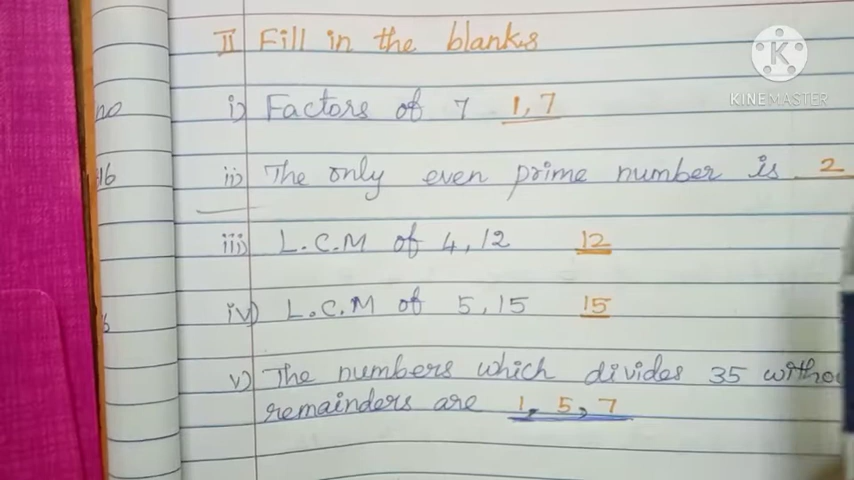 II Fill in the blanks
K
KINEMASTER
no
i) Factors of 7 1, 7
16
ii) The only even prime number is 2
iii) L.C.M of 4, 12 12
iv) L.C.M of 5, 15 15
v) The numbers which divides 35
remainders are 1, 5, 7